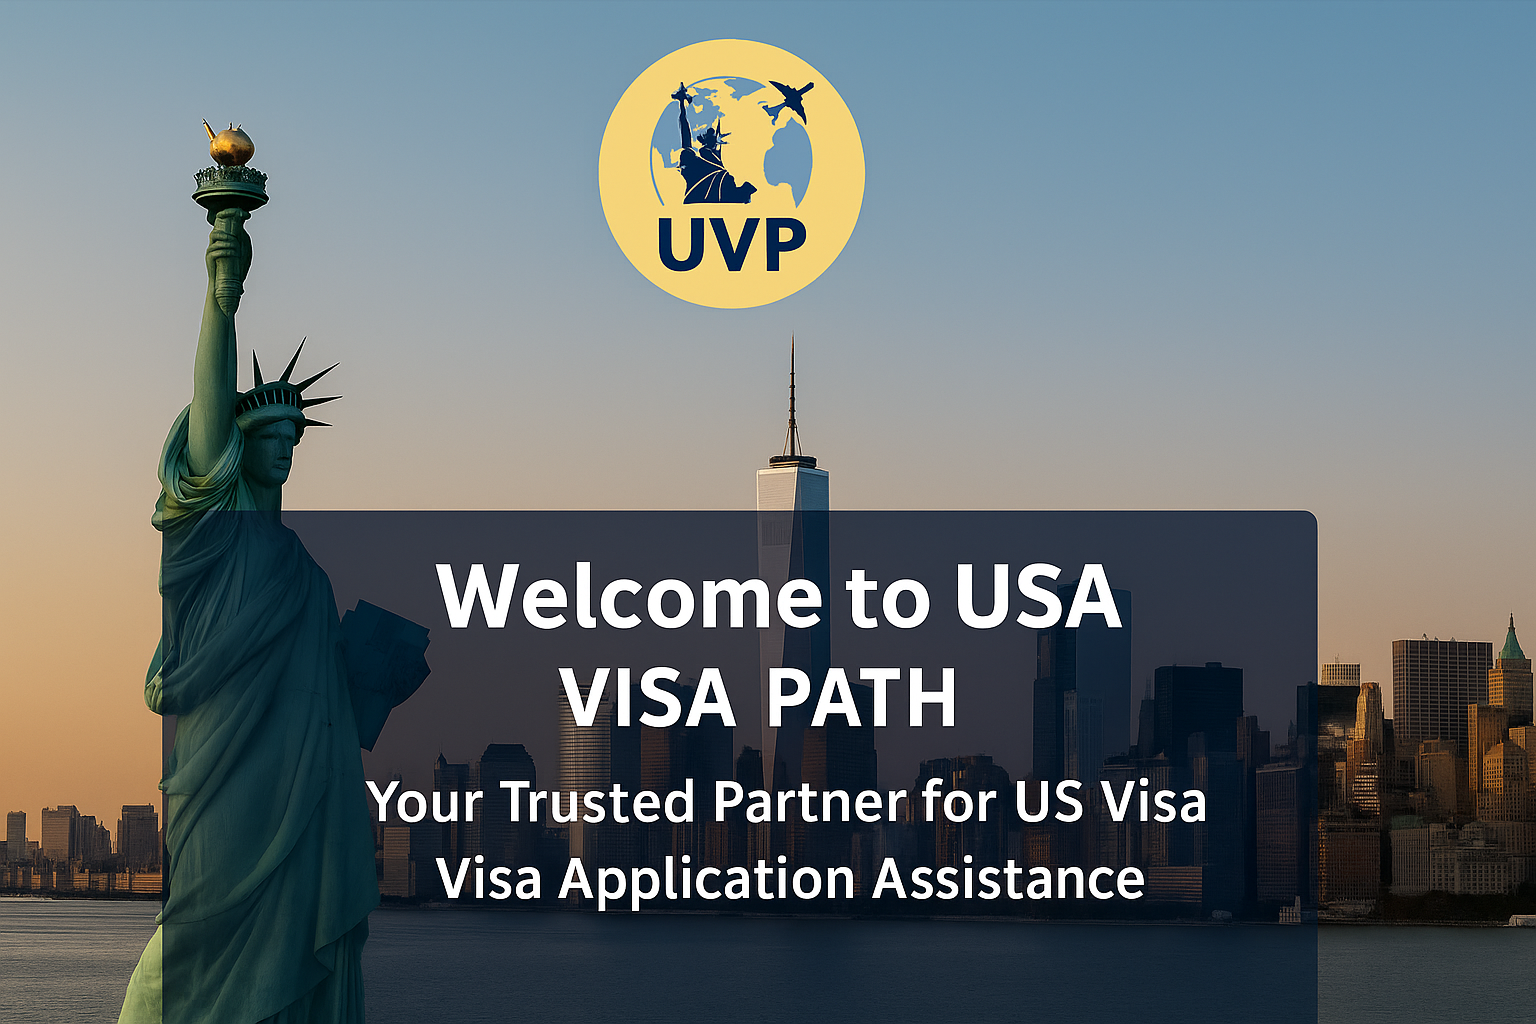 UVP
Welcome to USA
VISA PATH
Your Trusted Partner for US Visa
Visa Application Assistance